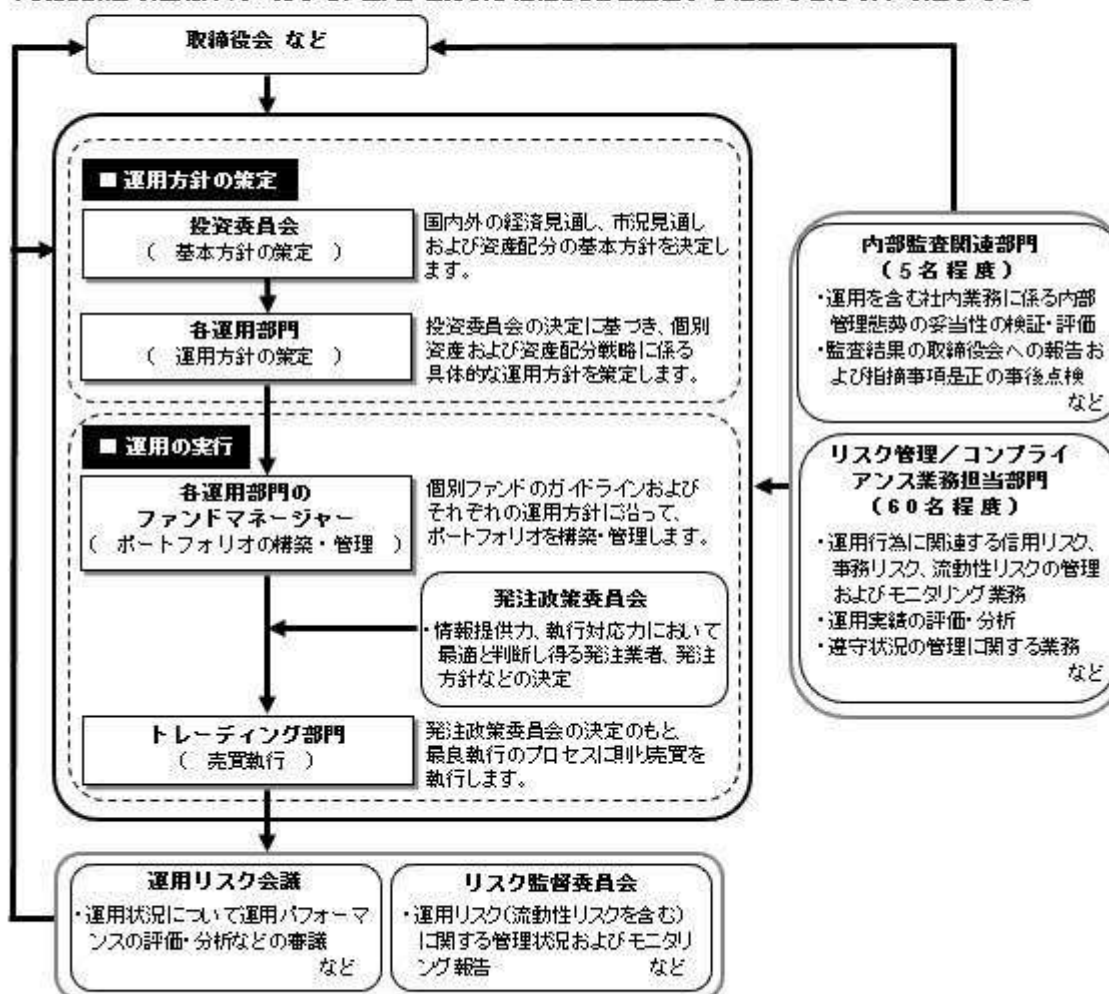 取締役会 など
■ 運用方針の策定
投資委員会
( 基本方針の策定 )
国内外の経済見通し、市況見通し
および資産配分の基本方針を決定し
ます。
各運用部門
( 運用方針の策定 )
投資委員会の決定に基づき、個別
資産および資産配分戦略に係る
具体的な運用方針を策定します。
■ 運用の実行
各運用部門の
ファンドマネージャー
( ポートフォリオの構築・管理 )
個別ファンドのガイドラインおよび
それぞれの運用方針に沿って、
ポートフォリオを構築・管理します。
発注政策委員会
・情報提供力、執行対応力において
最適と判断し得る発注業者、発注
方針などの決定
トレーディング部門
( 売買執行 )
発注政策委員会の決定のもと、
最良執行のプロセスに則り売買を
執行します。
内部監査関連部門
(5名程度)
・運用を含む社内業務に係る内部
管理態勢の妥当性の検証・評価
・監査結果の取締役会への報告お
よび指摘事項是正の事後点検
など
リスク管理/コンプライ
アンス業務担当部門
(60名程度)
・運用行為に関連する信用リスク、
事務リスク、流動性リスクの管理
およびモニタリング業務
・運用実績の評価・分析
・遵守状況の管理に関する業務
など
運用リスク会議
・運用状況について運用パフォーマ
ンスの評価・分析などの審議
など
リスク監督委員会
・運用リスク(流動性リスクを含む)
に関する管理状況およびモニタリ
ング報告 など